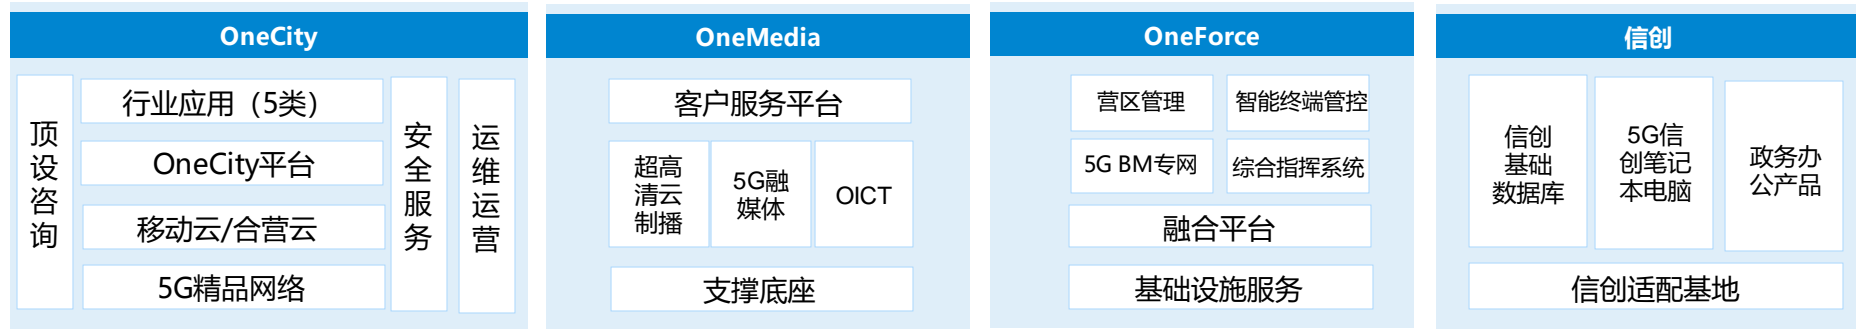 OneCity
顶
设
咨
询
行业应用（5类）
OneCity平台
移动云/合营云
5G精品网络
安
全
服
务
运
维
运
营
OneMedia
客户服务平台
超高
清云
制播
5G融
媒体
OICT
支撑底座
OneForce
营区管理
智能终端管控
5G BM专网
综合指挥系统
融合平台
基础设施服务
信创
信创
基础
数据库
5G信
创笔记
本电脑
政务办
公产品
信创适配基地